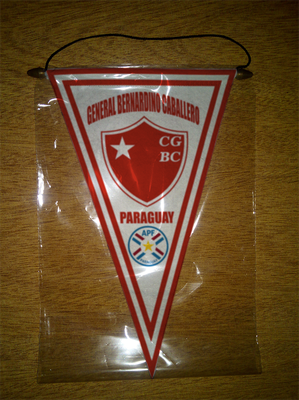 GENERAL BERNARDINO CABALLERO
CG
BC
PARAGUAY
APF